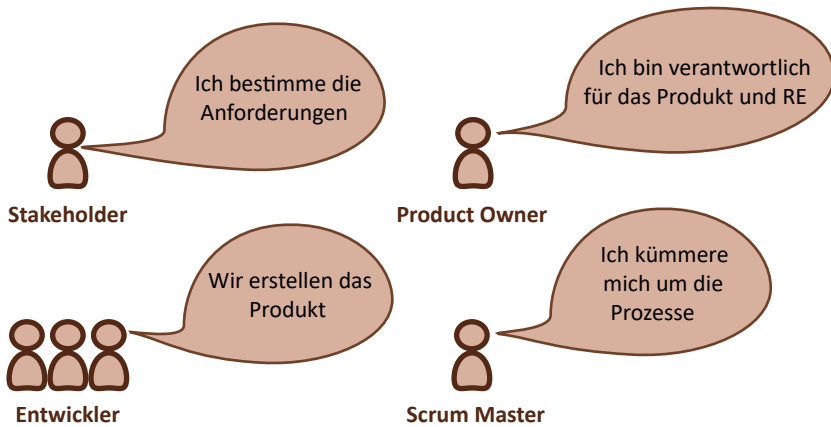 Ich bestimme die
Anforderungen
Stakeholder
Ich bin verantwortlich
für das Produkt und RE
Product Owner
Wir erstellen das
Produkt
Entwickler
Ich kümmere
mich um die
Prozesse
Scrum Master